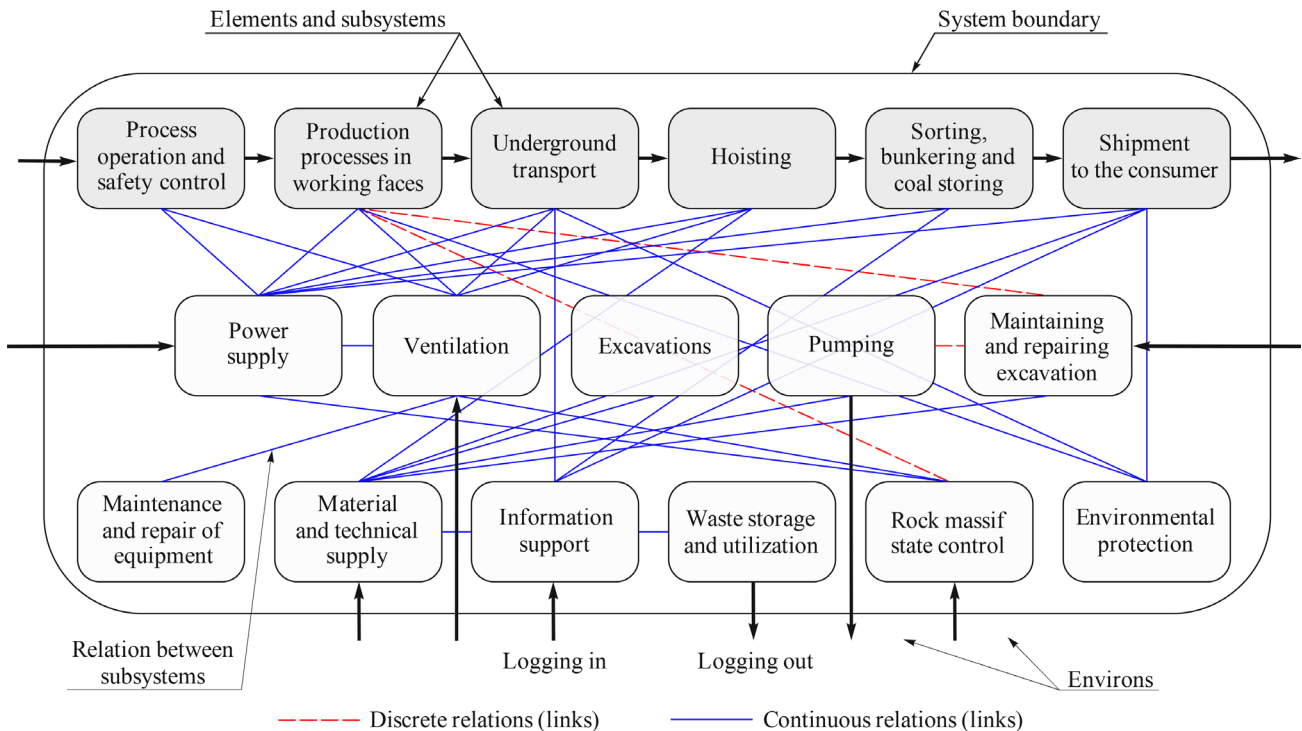 Elements and subsystems
System boundary
Process
operation and
safety control
Production
processes in
working faces
Underground
transport
Hoisting
Sorting,
bunkering and
coal storing
Shipment
to the consumer
Power
supply
Ventilation
Excavations
Pumping
Maintaining
and repairing
excavation
Maintenance
and repair of
equipment
Material
and technical
supply
Information
support
Waste storage
and utilization
Rock massif
state control
Environmental
protection
Relation between
subsystems
Logging in
Logging out
Environs
Discrete relations (links)
Continuous relations (links)